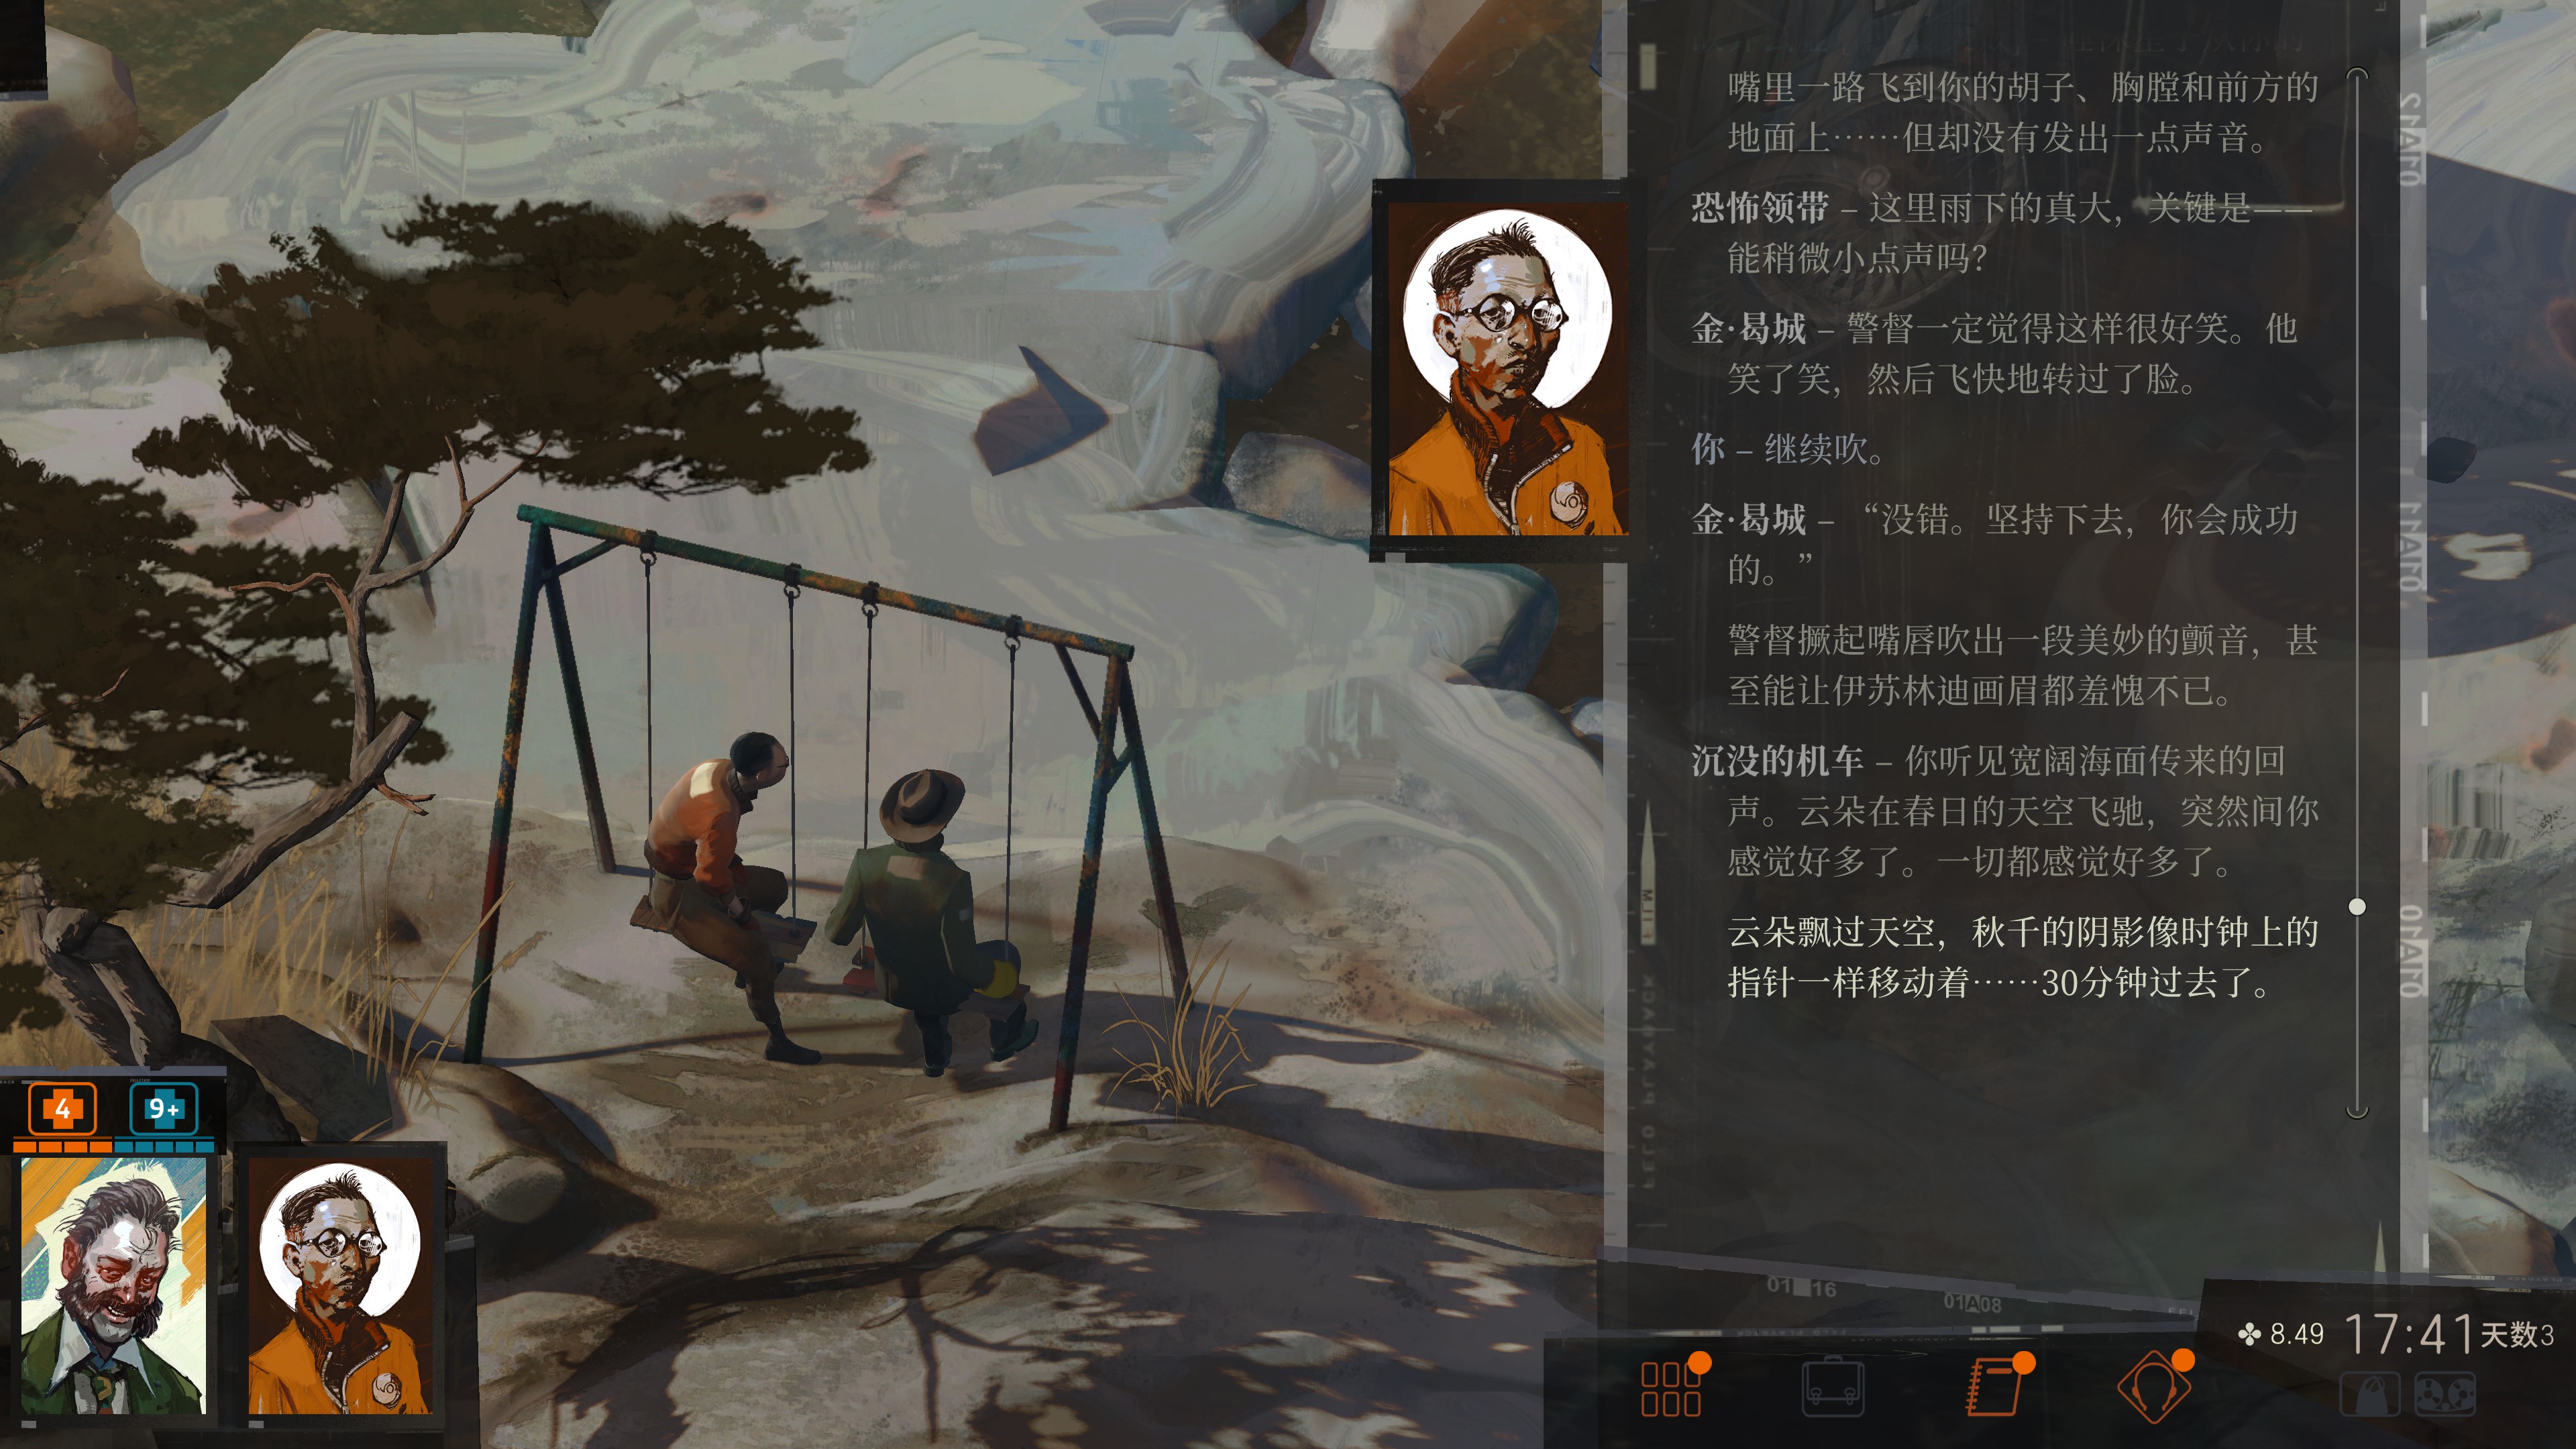 嘴里一路飞到你的胡子、胸膛和前方的
地面上……但却没有发出一点声音。
恐怖领带 – 这里雨下的真大，关键是——
能稍微小点声吗？
金·曷城 – 警督一定觉得这样很好笑。他
笑了笑，然后飞快地转过了脸。
你 – 继续吹。
金·曷城 – “没错。坚持下去，你会成功
的。”
警督撅起嘴唇吹出一段美妙的颤音，甚
至能让伊苏林迪画眉都羞愧不已。
沉没的机车 – 你听见宽阔海面传来的回
声。云朵在春日的天空飞驰，突然间你
感觉好多了。一切都感觉好多了。
云朵飘过天空，秋千的阴影像时钟上的
指针一样移动着……30分钟过去了。
4
9+
01A08
8.49
17:41天数3